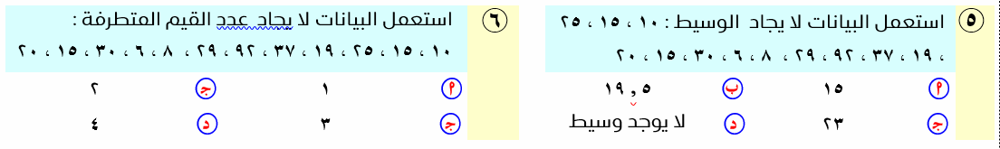 ٥ استعمل البيانات لا يجاد الوسيط : ١٠ ، ١٥ ، ٢٥
، ١٩ ، ٣٧ ، ٩٢ ، ٢٩ ، ٨ ، ٦ ، ٣٠ ، ١٥ ، ٢٠
أ ١٥ ب ١٩,٥
ج ٢٣ د لا يوجد وسيط
٦ استعمل البيانات لا يجاد عدد القيم المتطرفة :
١٠ ، ١٥ ، ٢٥ ، ١٩ ، ٣٧ ، ٩٢ ، ٢٩ ، ٨ ، ٦ ، ٣٠ ، ١٥ ، ٢٠
أ ١ ج ٢
ج ٣ د ٤